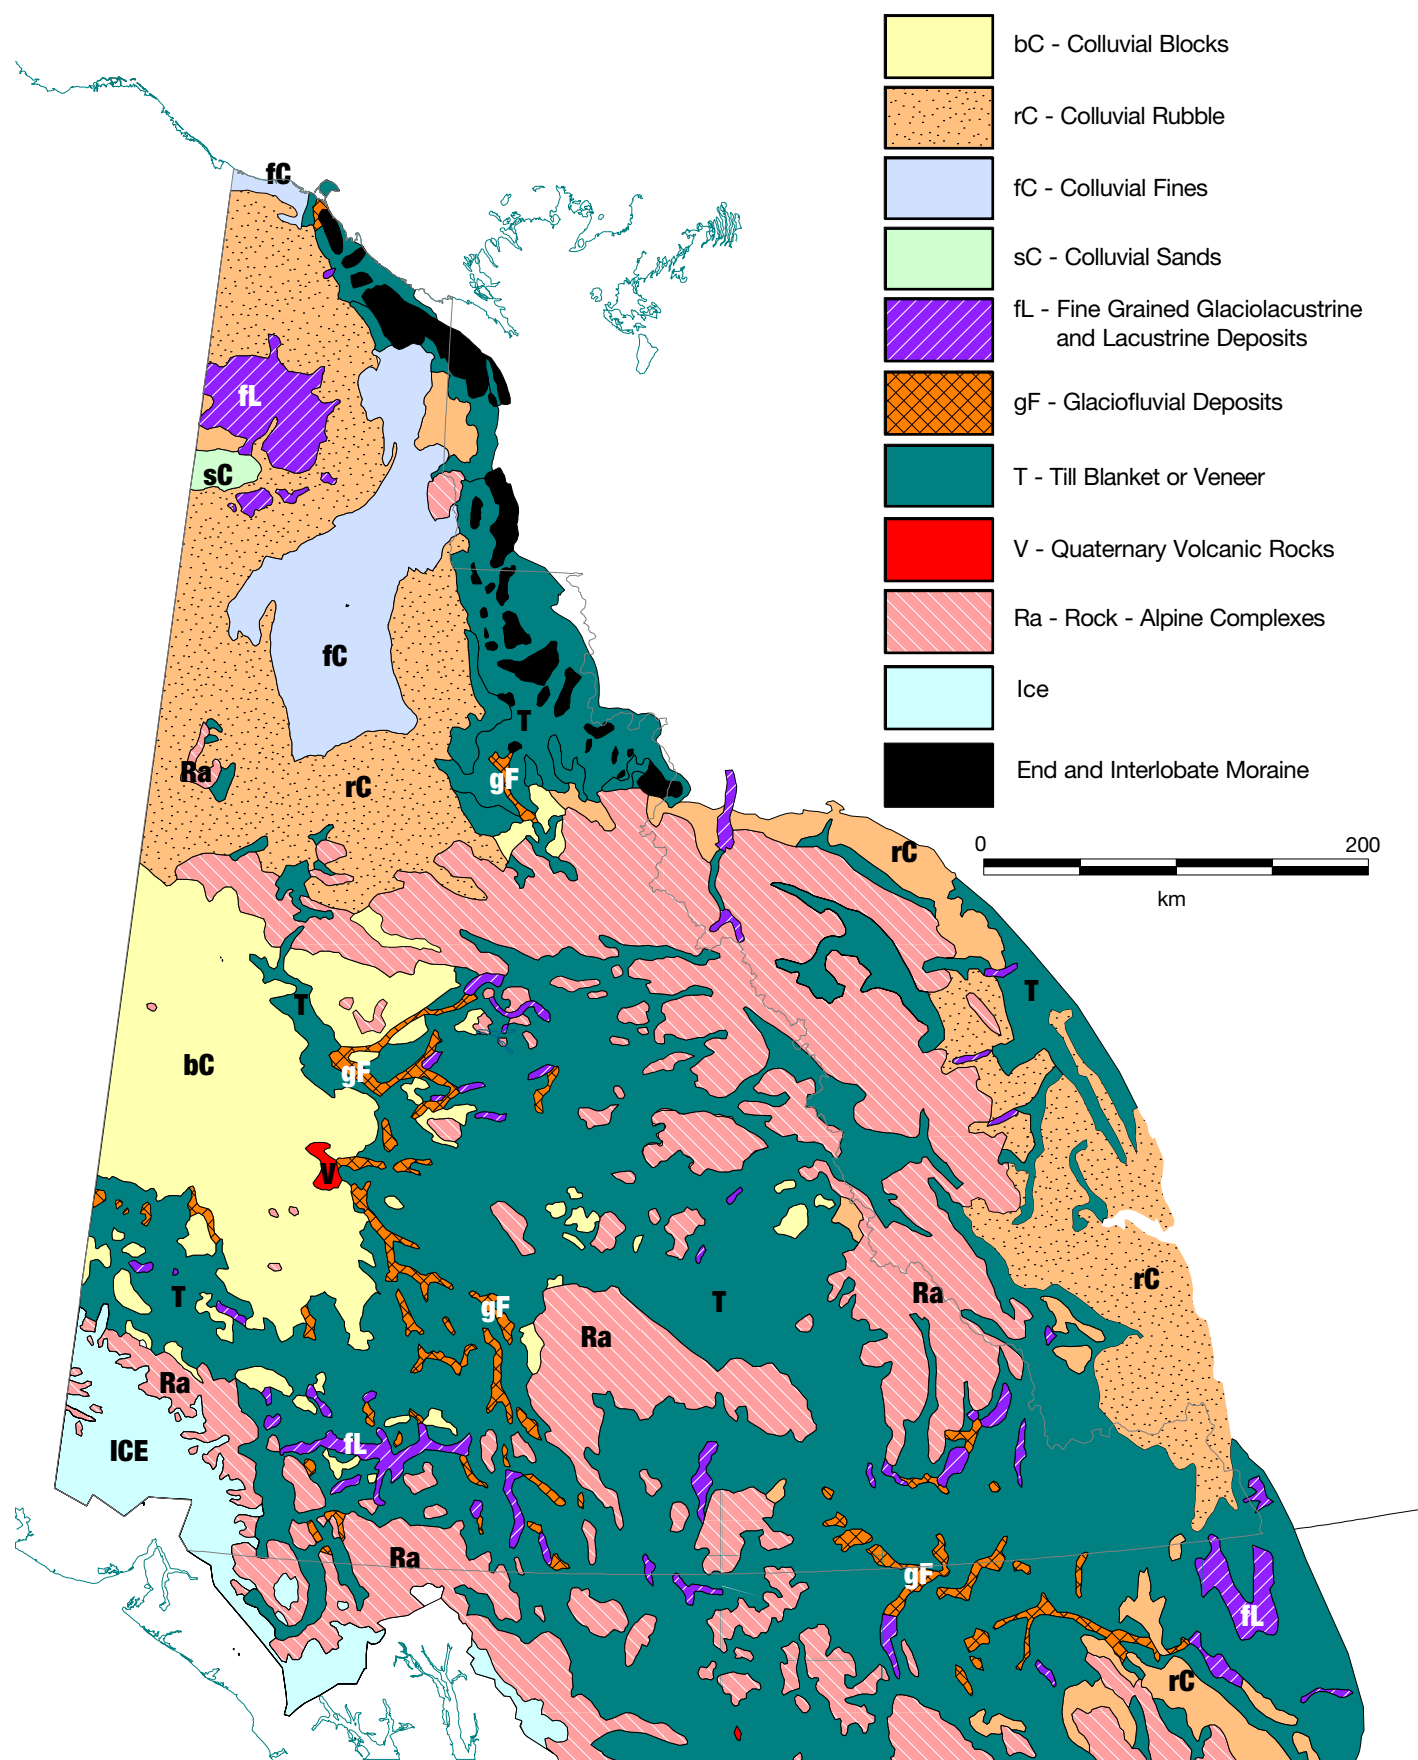 bC - Colluvial Blocks
rC - Colluvial Rubble
fC - Colluvial Fines
sC - Colluvial Sands
fL - Fine Grained Glaciolacustrine
and Lacustrine Deposits
gF - Glaciofluvial Deposits
T - Till Blanket or Veneer
V - Quaternary Volcanic Rocks
Ra - Rock - Alpine Complexes
Ice
End and Interlobate Moraine
0 200
km
fC
fL
sC
fC
T
Ra
rC
gF
rC
T
T
bC
gF
V
T
gF
T
Ra
rC
Ra
Ra
ICE
fL
Ra
gF
fL
rC